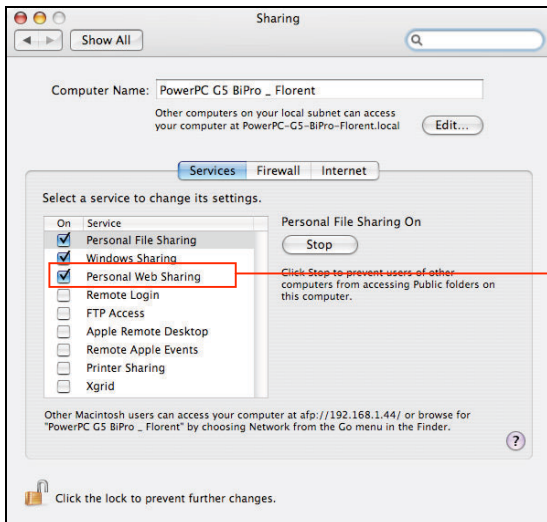 Sharing
Show All
Computer Name: PowerPC G5 BiPro _ Florent
Other computers on your local subnet can access
your computer at PowerPC-G5-BiPro-Florent.local
Edit...
Services Firewall Internet
Select a service to change its settings.
On Service
Personal File Sharing
Windows Sharing
Personal Web Sharing
Remote Login
FTP Access
Apple Remote Desktop
Remote Apple Events
Printer Sharing
Xgrid
Personal File Sharing On
Stop
Click Stop to prevent users of other
computers from accessing Public folders on
this computer.
Other Macintosh users can access your computer at afp://192.168.1.44/ or browse for
"PowerPC G5 BiPro _ Florent" by choosing Network from the Go menu in the Finder.
?
Click the lock to prevent further changes.